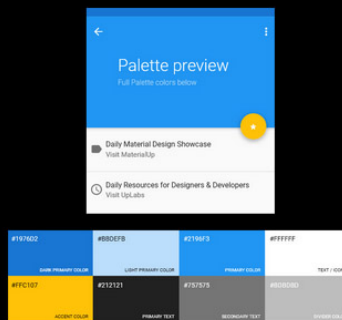 Palette preview
Full Palette colors below
Daily Material Design Showcase
Visit MaterialUp
Daily Resources for Designers & Developers
Visit UpLabs
#1976D2
DARK PRIMARY COLOR
#BBDEFB
LIGHT PRIMARY COLOR
#2196F3
PRIMARY COLOR
#FFFFFF
TEXT / ICON
#FFC107
ACCENT COLOR
#212121
PRIMARY TEXT
#757575
SECONDARY TEXT
#BDBDBD
DIVIDER COLOR